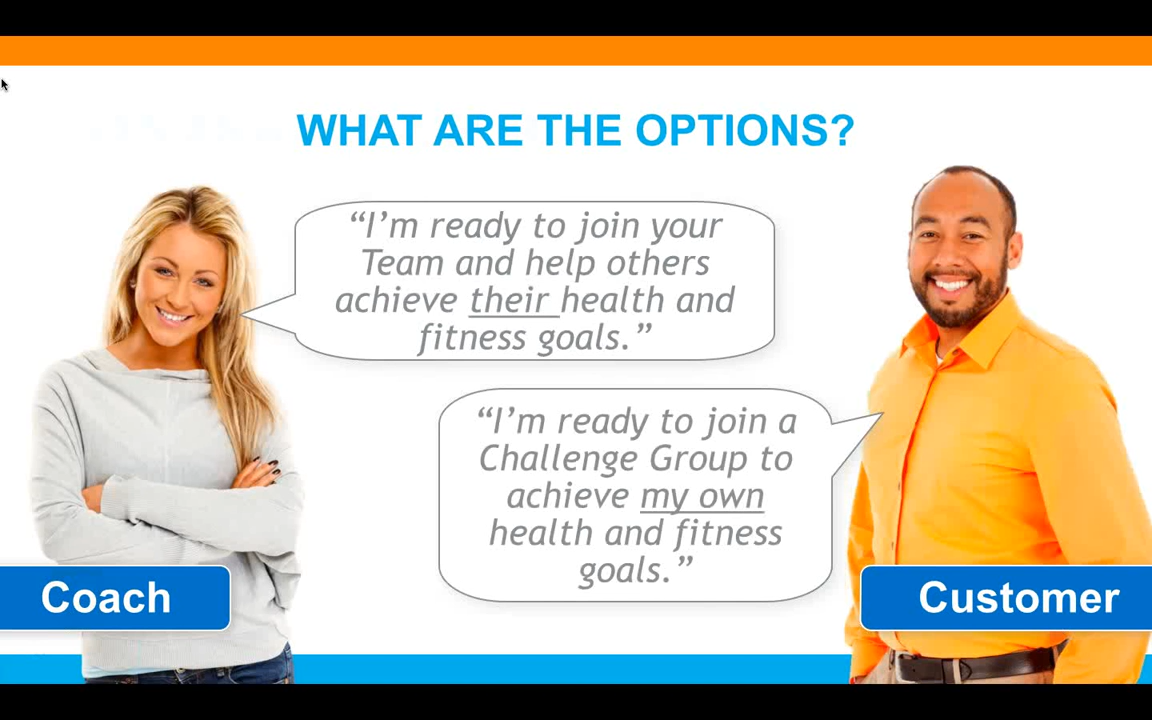 WHAT ARE THE OPTIONS?
“I’m ready to join your
Team and help others
achieve their health and
fitness goals.”
“I’m ready to join a
Challenge Group to
achieve my own
health and fitness
goals.”
Coach
Customer